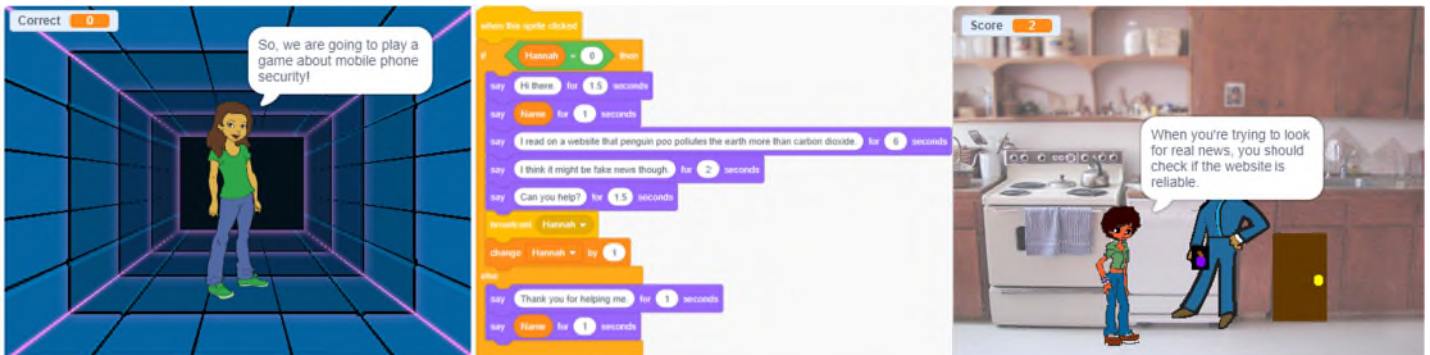 Correct 0
So, we are going to play a
game about mobile phone
security!
when this sprite clicked
if Hannah = 0 then
say Hi there. for 1.5 seconds
say Name for 1 seconds
say I read on a website that penguin poo pollutes the earth more than carbon dioxide. for 6 seconds
say I think it might be fake news though. for 2 seconds
say Can you help? for 1.5 seconds
broadcast Hannah
change Hannah by 1
else
say Thank you for helping me. for 1 seconds
say Name for 1 seconds
Score 2
When you're trying to look
for real news, you should
check if the website is
reliable.